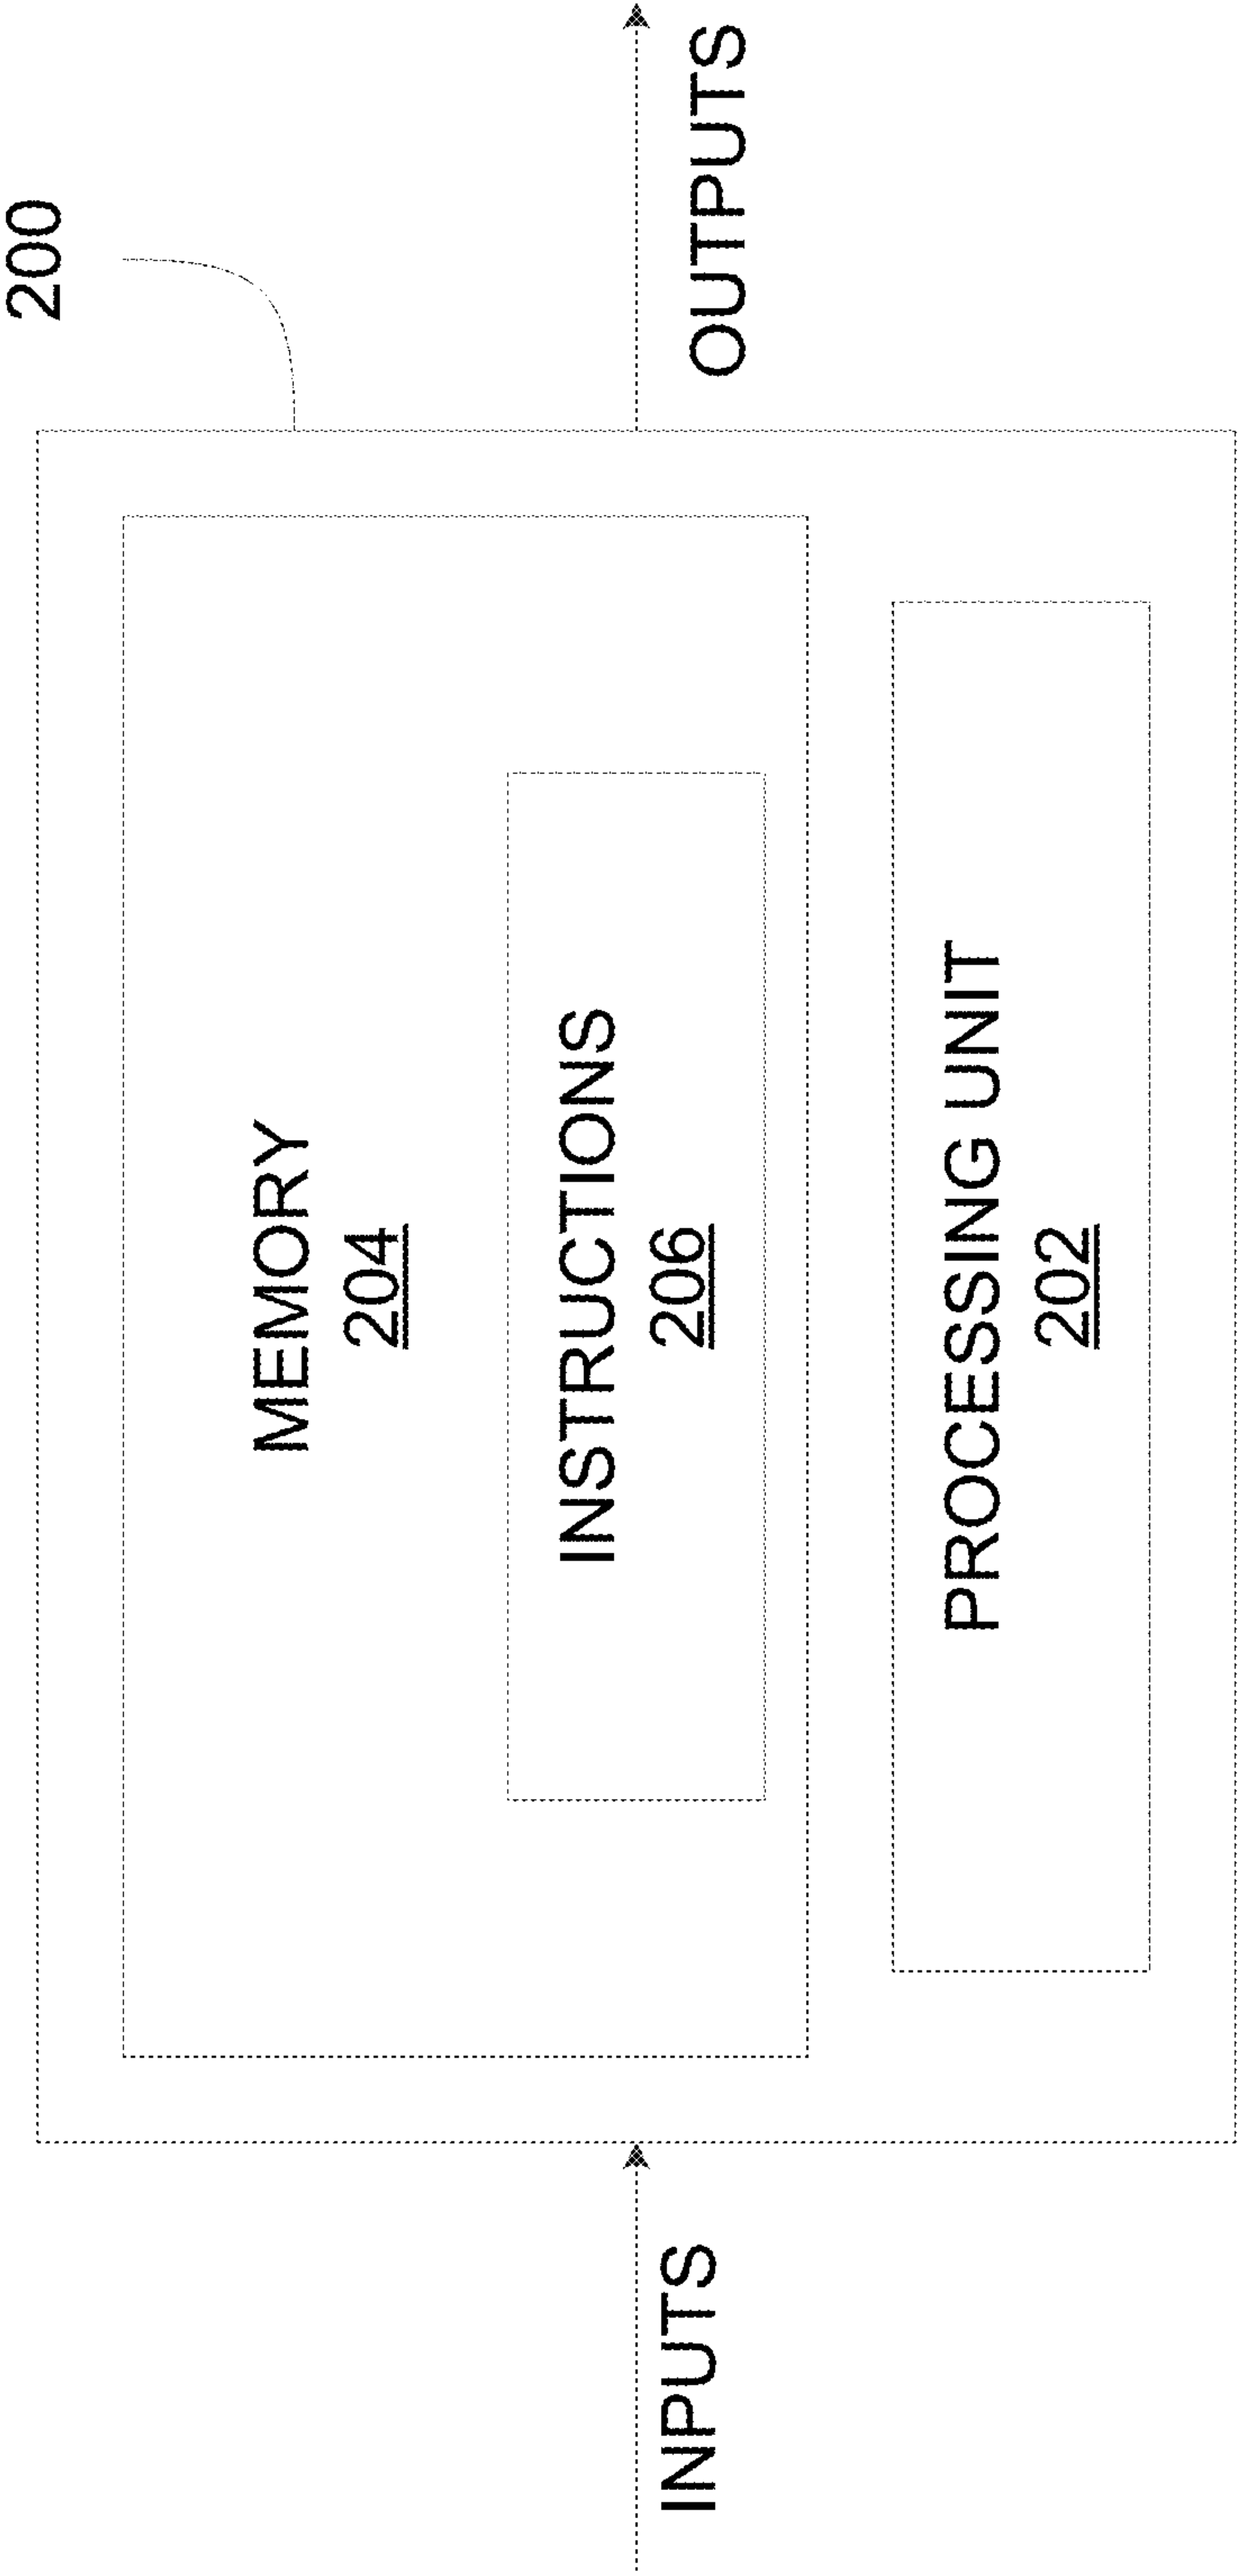 200
MEMORY
204
INSTRUCTIONS
206
PROCESSING UNIT
202
INPUTS
OUTPUTS